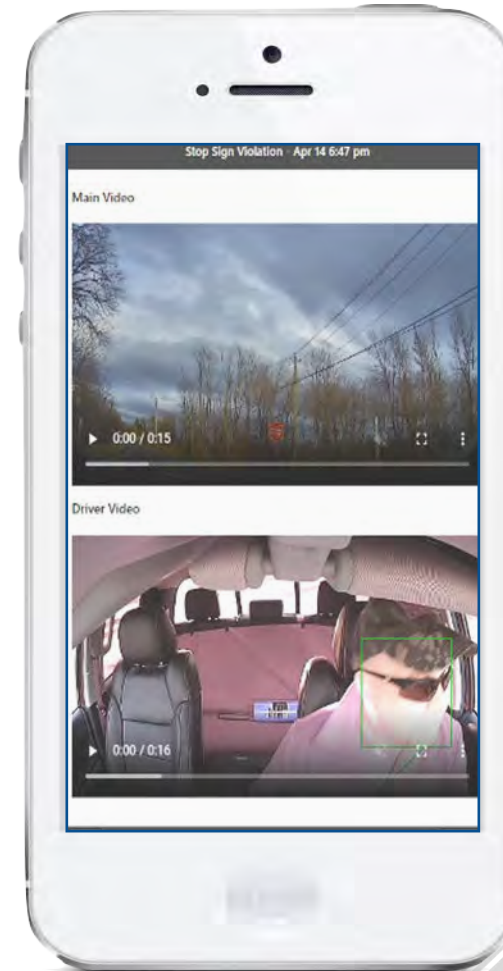 Stop Sign Violation · Apr 14 6:47 pm
Main Video
0:00 / 0:15
Driver Video
0:00 / 0:16